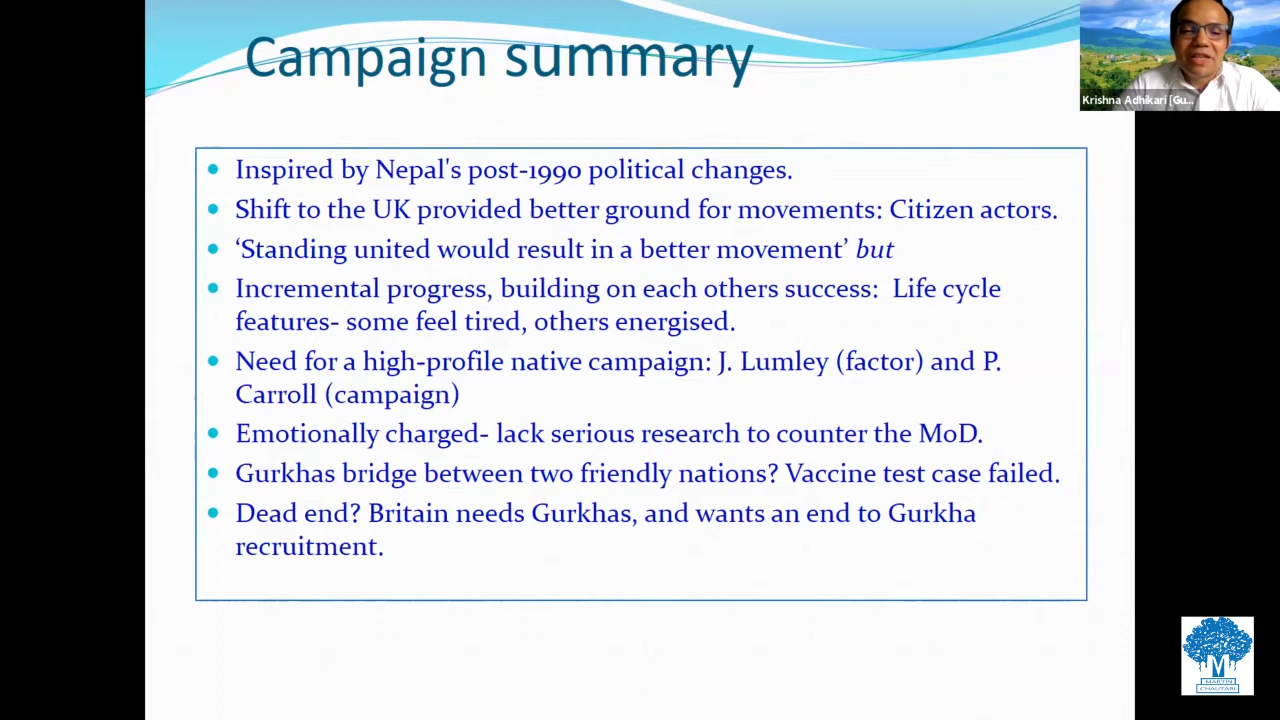 Campaign summary
Krishna Adhikari [Gu...
Inspired by Nepal's post-1990 political changes.
Shift to the UK provided better ground for movements: Citizen actors.
‘Standing united would result in a better movement’ but
Incremental progress, building on each others success: Life cycle
features- some feel tired, others energised.
Need for a high-profile native campaign: J. Lumley (factor) and P.
Carroll (campaign)
Emotionally charged- lack serious research to counter the MoD.
Gurkhas bridge between two friendly nations? Vaccine test case failed.
Dead end? Britain needs Gurkhas, and wants an end to Gurkha
recruitment.
M
MARTIN
CHAUTARI